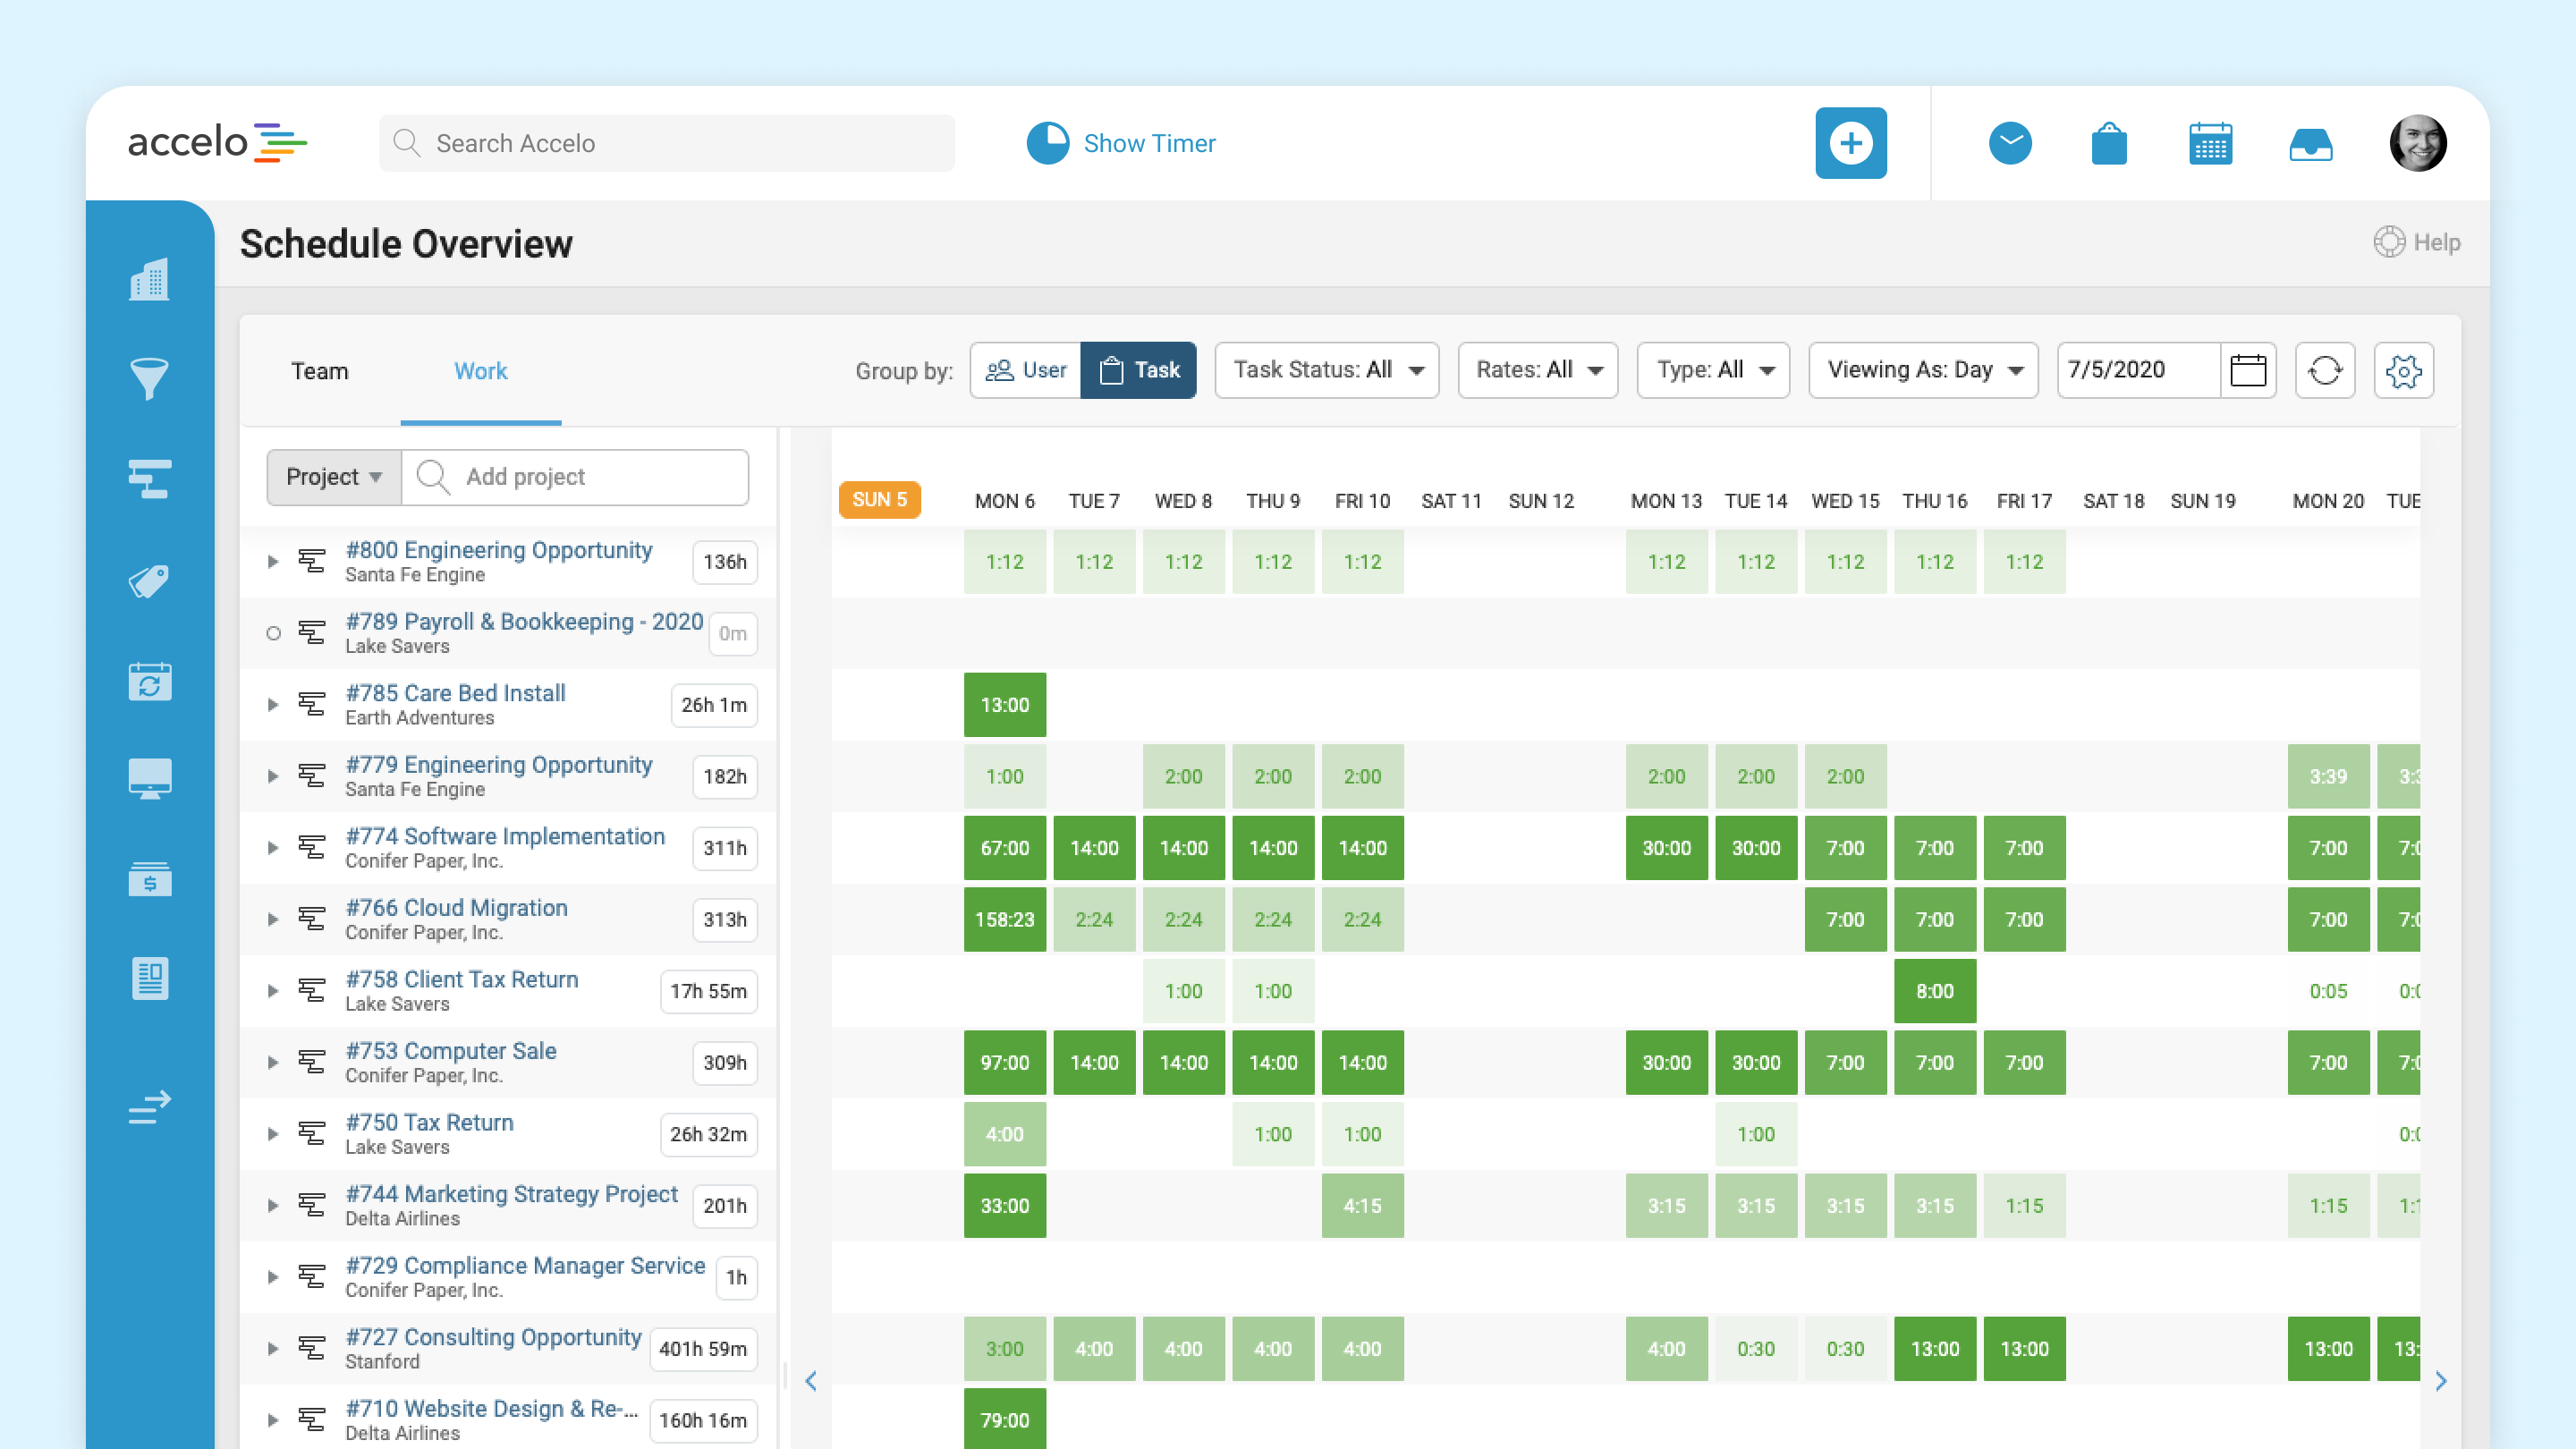 accelo
Search Accelo
Show Timer
Schedule Overview
Help
Team Work Group by: User Task Task Status: All Rates: All Type: All Viewing As: Day 7/5/2020
Project Add project
SUN 5 MON 6 TUE 7 WED 8 THU 9 FRI 10 SAT 11 SUN 12 MON 13 TUE 14 WED 15 THU 16 FRI 17 SAT 18 SUN 19 MON 20 TUE
#800 Engineering Opportunity
Santa Fe Engine
136h 1:12 1:12 1:12 1:12 1:12 1:12 1:12 1:12 1:12 1:12
#789 Payroll & Bookkeeping - 2020
Lake Savers
0m
#785 Care Bed Install
Earth Adventures
26h 1m 13:00
#779 Engineering Opportunity
Santa Fe Engine
182h 1:00 2:00 2:00 2:00 2:00 2:00 2:00 3:39
#774 Software Implementation
Conifer Paper, Inc.
311h 67:00 14:00 14:00 14:00 14:00 30:00 30:00 7:00 7:00 7:00 7:00
#766 Cloud Migration
Conifer Paper, Inc.
313h 158:23 2:24 2:24 2:24 2:24 7:00 7:00 7:00 7:00
#758 Client Tax Return
Lake Savers
17h 55m 1:00 1:00 8:00 0:05
#753 Computer Sale
Conifer Paper, Inc.
309h 97:00 14:00 14:00 14:00 14:00 30:00 30:00 7:00 7:00 7:00 7:00
#750 Tax Return
Lake Savers
26h 32m 4:00 1:00 1:00 1:00
#744 Marketing Strategy Project
Delta Airlines
201h 33:00 4:15 3:15 3:15 3:15 3:15 1:15 1:15
#729 Compliance Manager Service
Conifer Paper, Inc.
1h
#727 Consulting Opportunity
Stanford
401h 59m 3:00 4:00 4:00 4:00 4:00 4:00 0:30 0:30 13:00 13:00 13:00 13:
#710 Website Design & Re-...
Delta Airlines
160h 16m 79:00